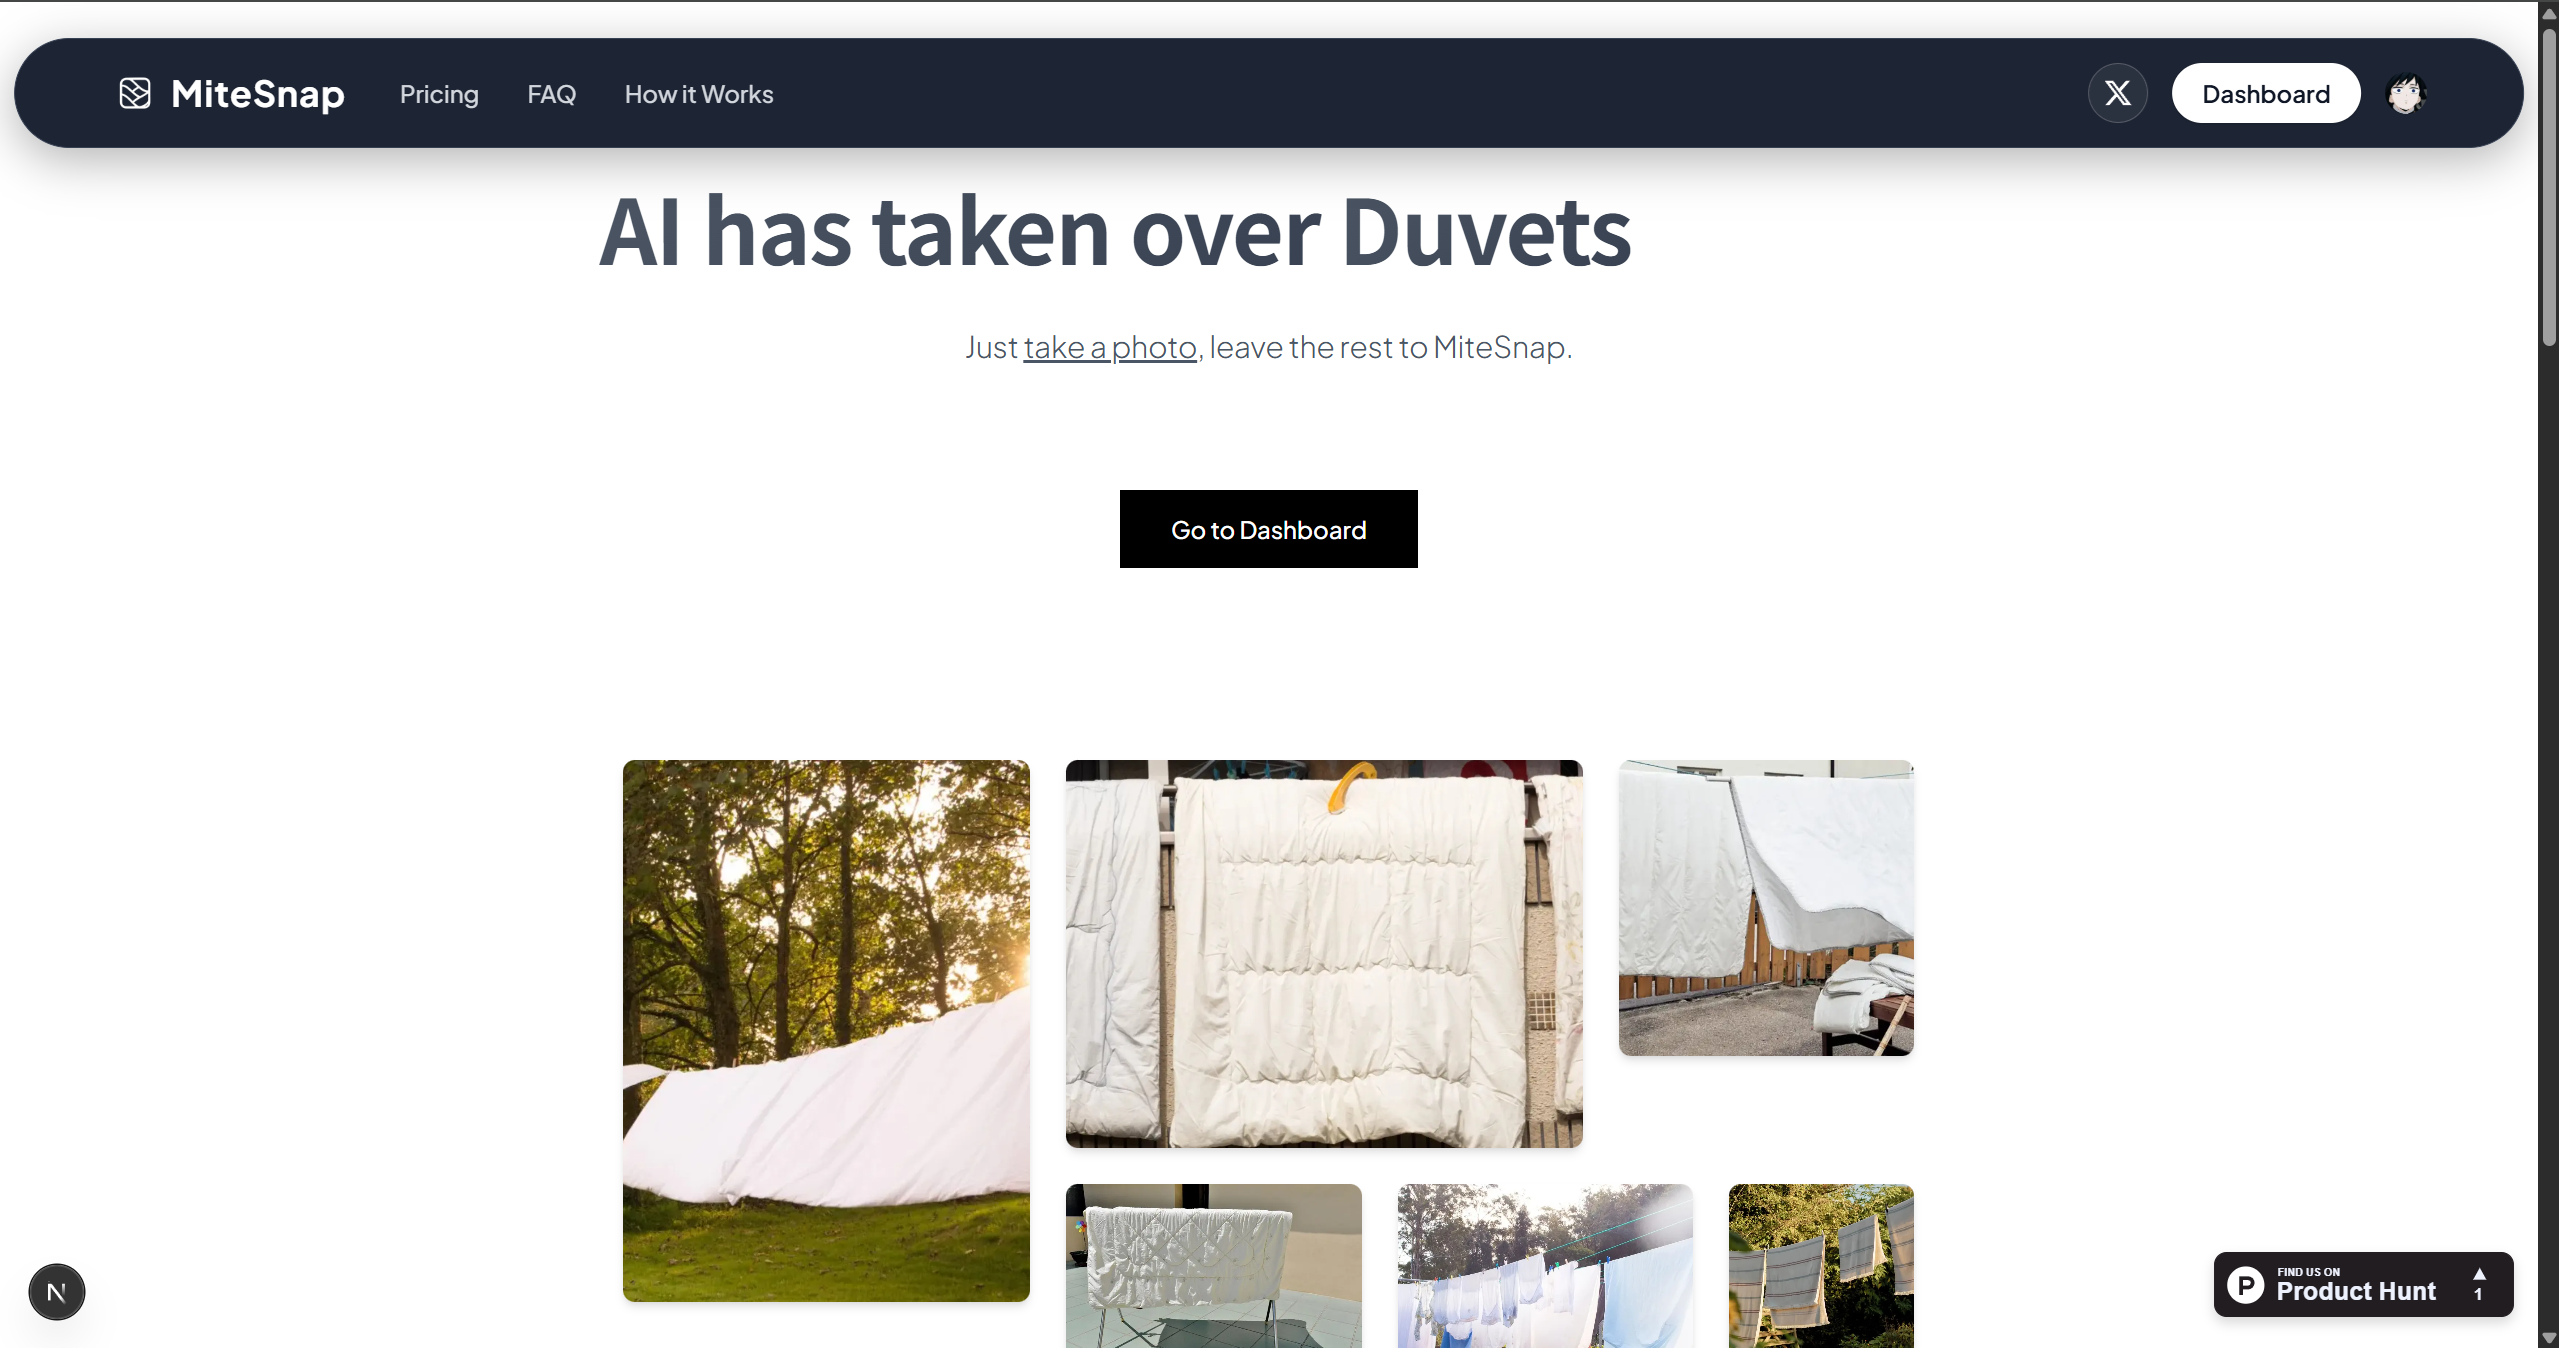 MiteSnap
Pricing
FAQ
How it Works
Dashboard
AI has taken over Duvets
Just take a photo, leave the rest to MiteSnap.
Go to Dashboard
N
P
FIND US ON
Product Hunt
▲
1